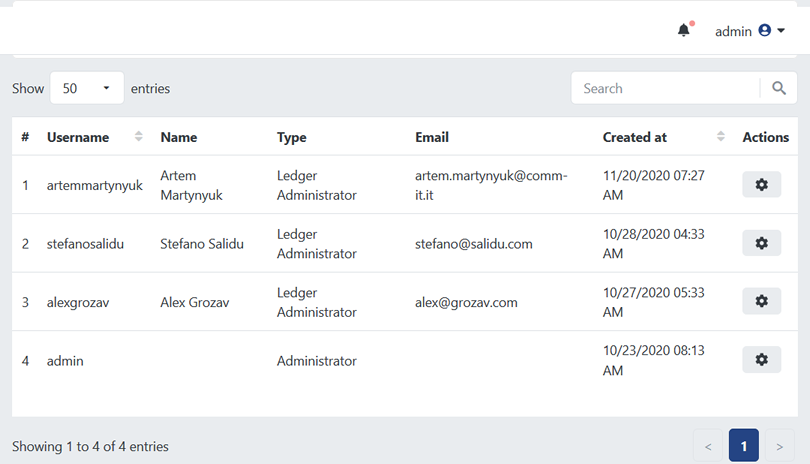 admin
Show 50 entries Search
# Username Name Type Email Created at Actions
1 artemmartynyuk Artem Martynyuk Ledger Administrator artem.martynyuk@comm-it.it 11/20/2020 07:27 AM
2 stefanosalidu Stefano Salidu Ledger Administrator stefano@salidu.com 10/28/2020 04:33 AM
3 alexgrozav Alex Grozav Ledger Administrator alex@grozav.com 10/27/2020 05:33 AM
4 admin Administrator 10/23/2020 08:13 AM
Showing 1 to 4 of 4 entries < 1 >